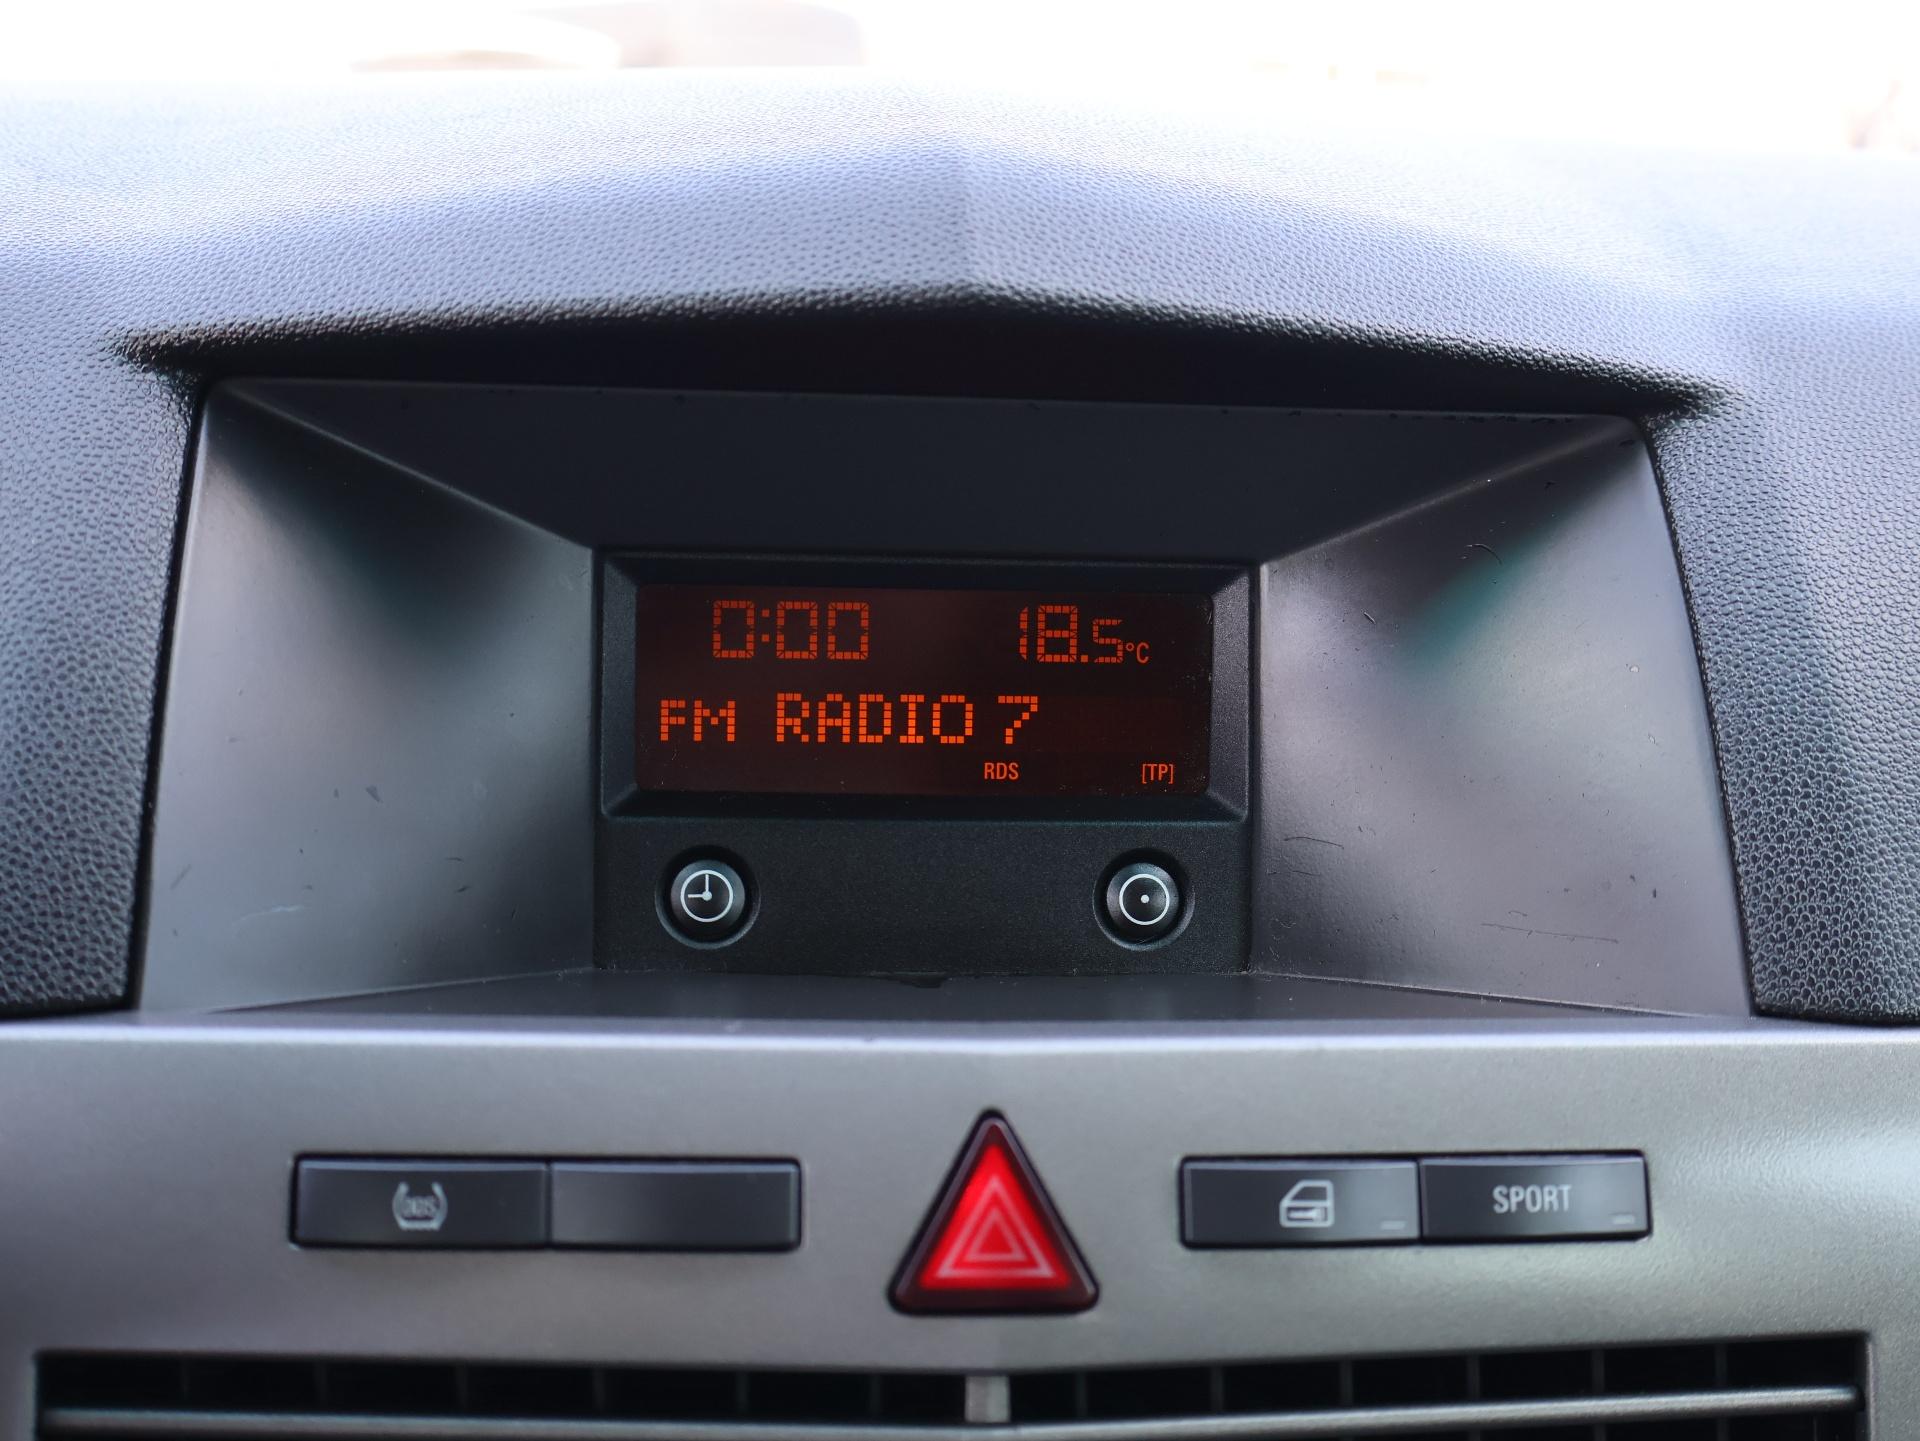 0:00 18.5°C
FM RADIO 7
RDS [TP]
SPORT